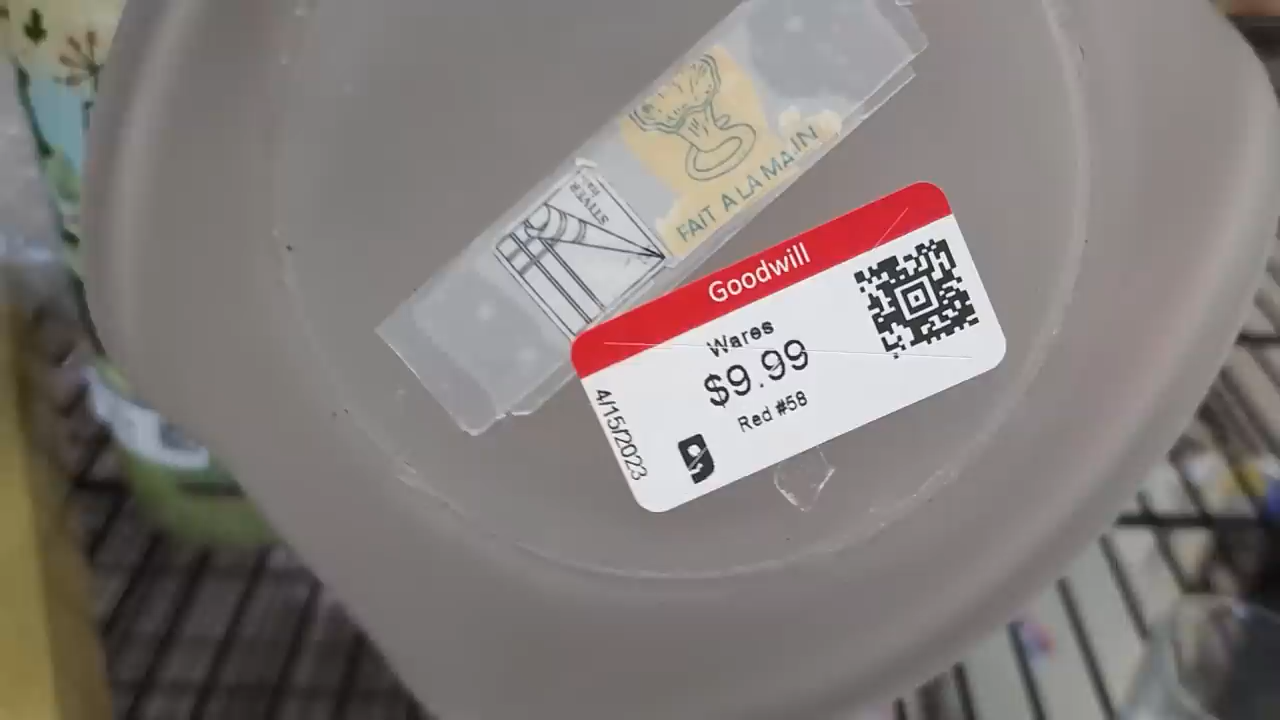 FAIT A LA MAIN
Goodwill
Wares
$9.99
Red #58
4/15/2023